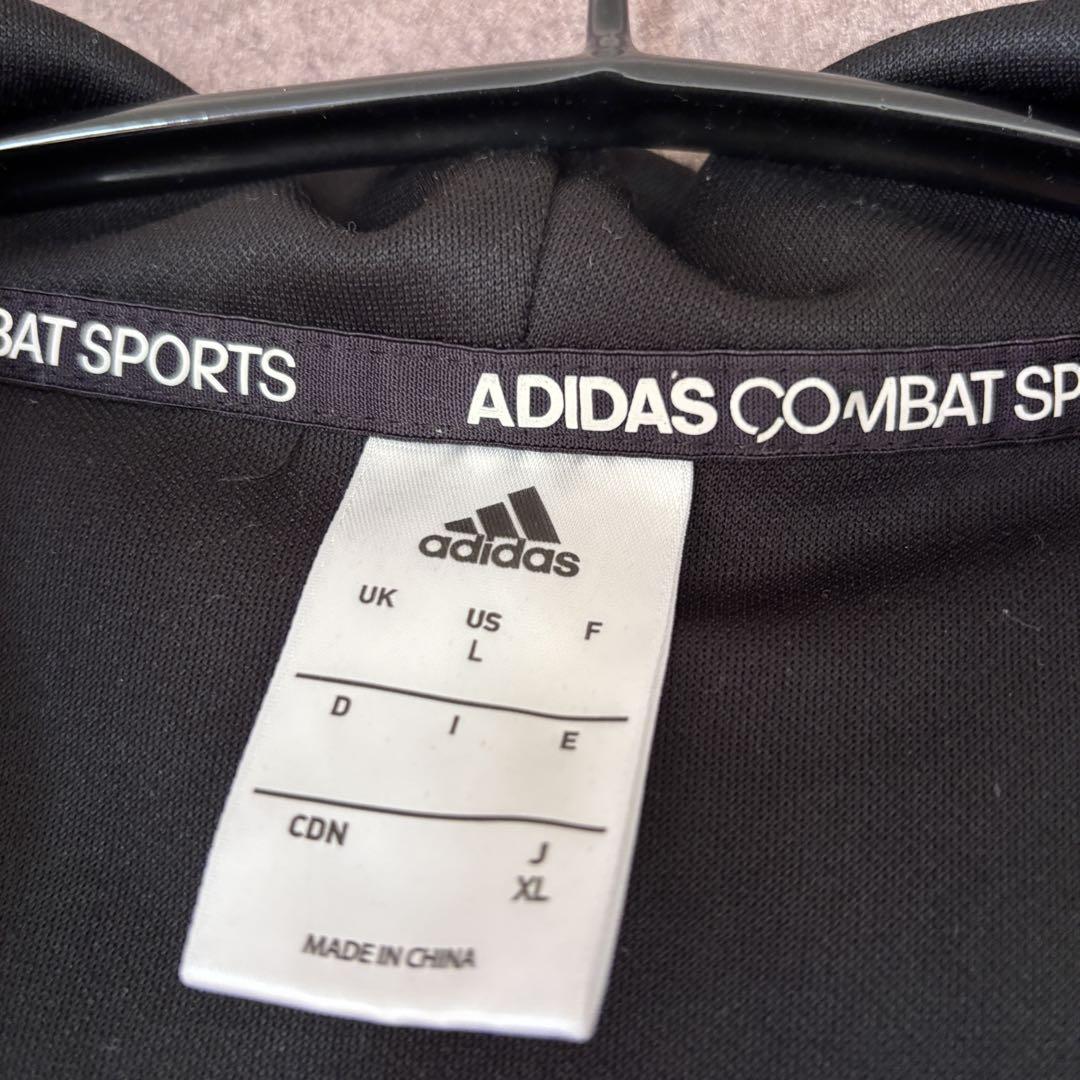 BAT SPORTS
ADIDAS COMBAT SP
adidas
UK US F
L
D I E
CDN J
XL
MADE IN CHINA